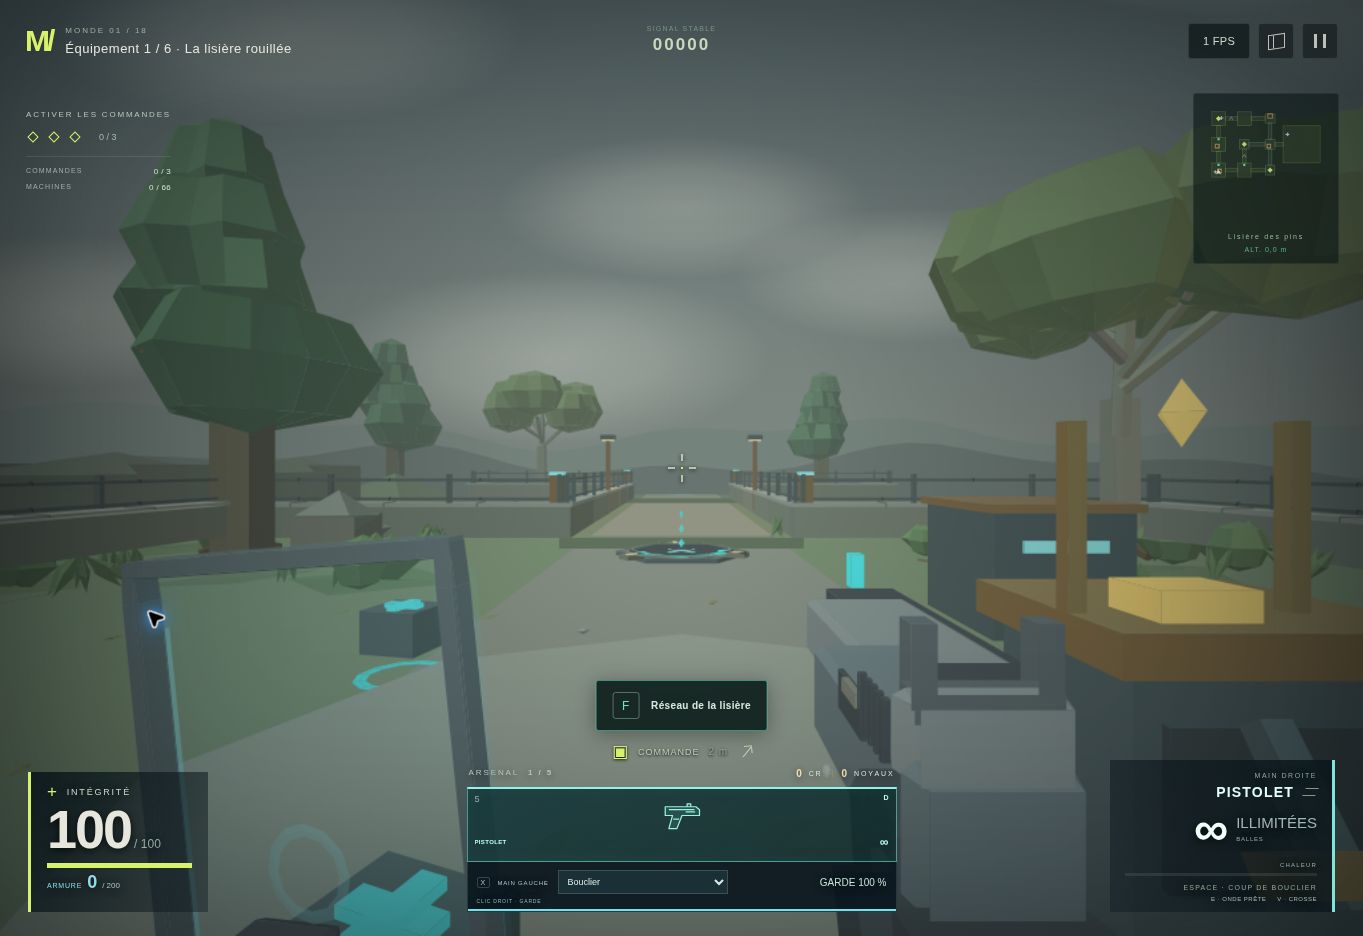 M/
MONDE 01 / 18
Équipement 1 / 6 · La lisière rouillée
SIGNAL STABLE
00000
1 FPS
ACTIVER LES COMMANDES
0 / 3
COMMANDES 0 / 3
MACHINES 0 / 66
Lisière des pins
ALT. 0,0 m
F Réseau de la lisière
COMMANDE 2 m
ARSENAL 1 / 5
0 CR 0 NOYAUX
5 D
PISTOLET ∞
X MAIN GAUCHE Bouclier GARDE 100 %
CLIC DROIT · GARDE
+ INTÉGRITÉ
100 / 100
ARMURE 0 / 200
MAIN DROITE
PISTOLET
∞ ILLIMITÉES
BALLES
CHALEUR
ESPACE · COUP DE BOUCLIER
E · ONDE PRÊTE V · CROSSE